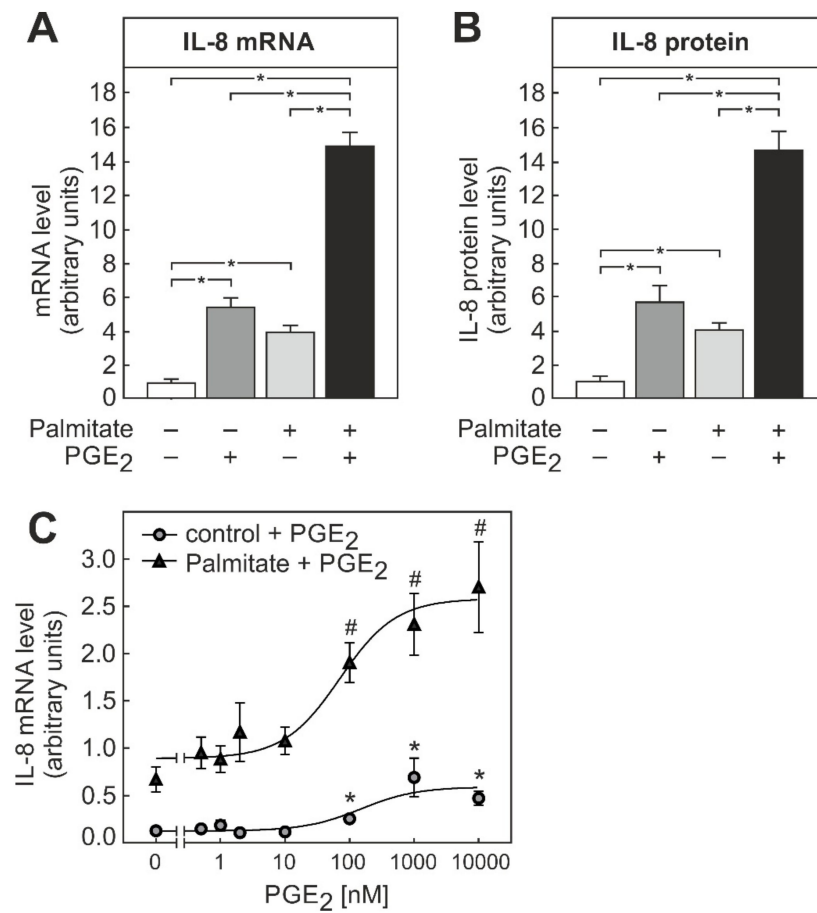 A
IL-8 mRNA
*
*
*
*
*
18
16
14
12
10
8
6
4
2
0
mRNA level
(arbitrary units)
Palmitate – – + +
PGE₂ – + – +
B
IL-8 protein
*
*
*
*
*
18
16
14
12
10
8
6
4
2
0
IL-8 protein level
(arbitrary units)
Palmitate – – + +
PGE₂ – + – +
C
control + PGE₂
Palmitate + PGE₂
# # #
* * *
3.0
2.5
2.0
1.5
1.0
0.5
0.0
IL-8 mRNA level
(arbitrary units)
0 1 10 100 1000 10000
PGE₂ [nM]